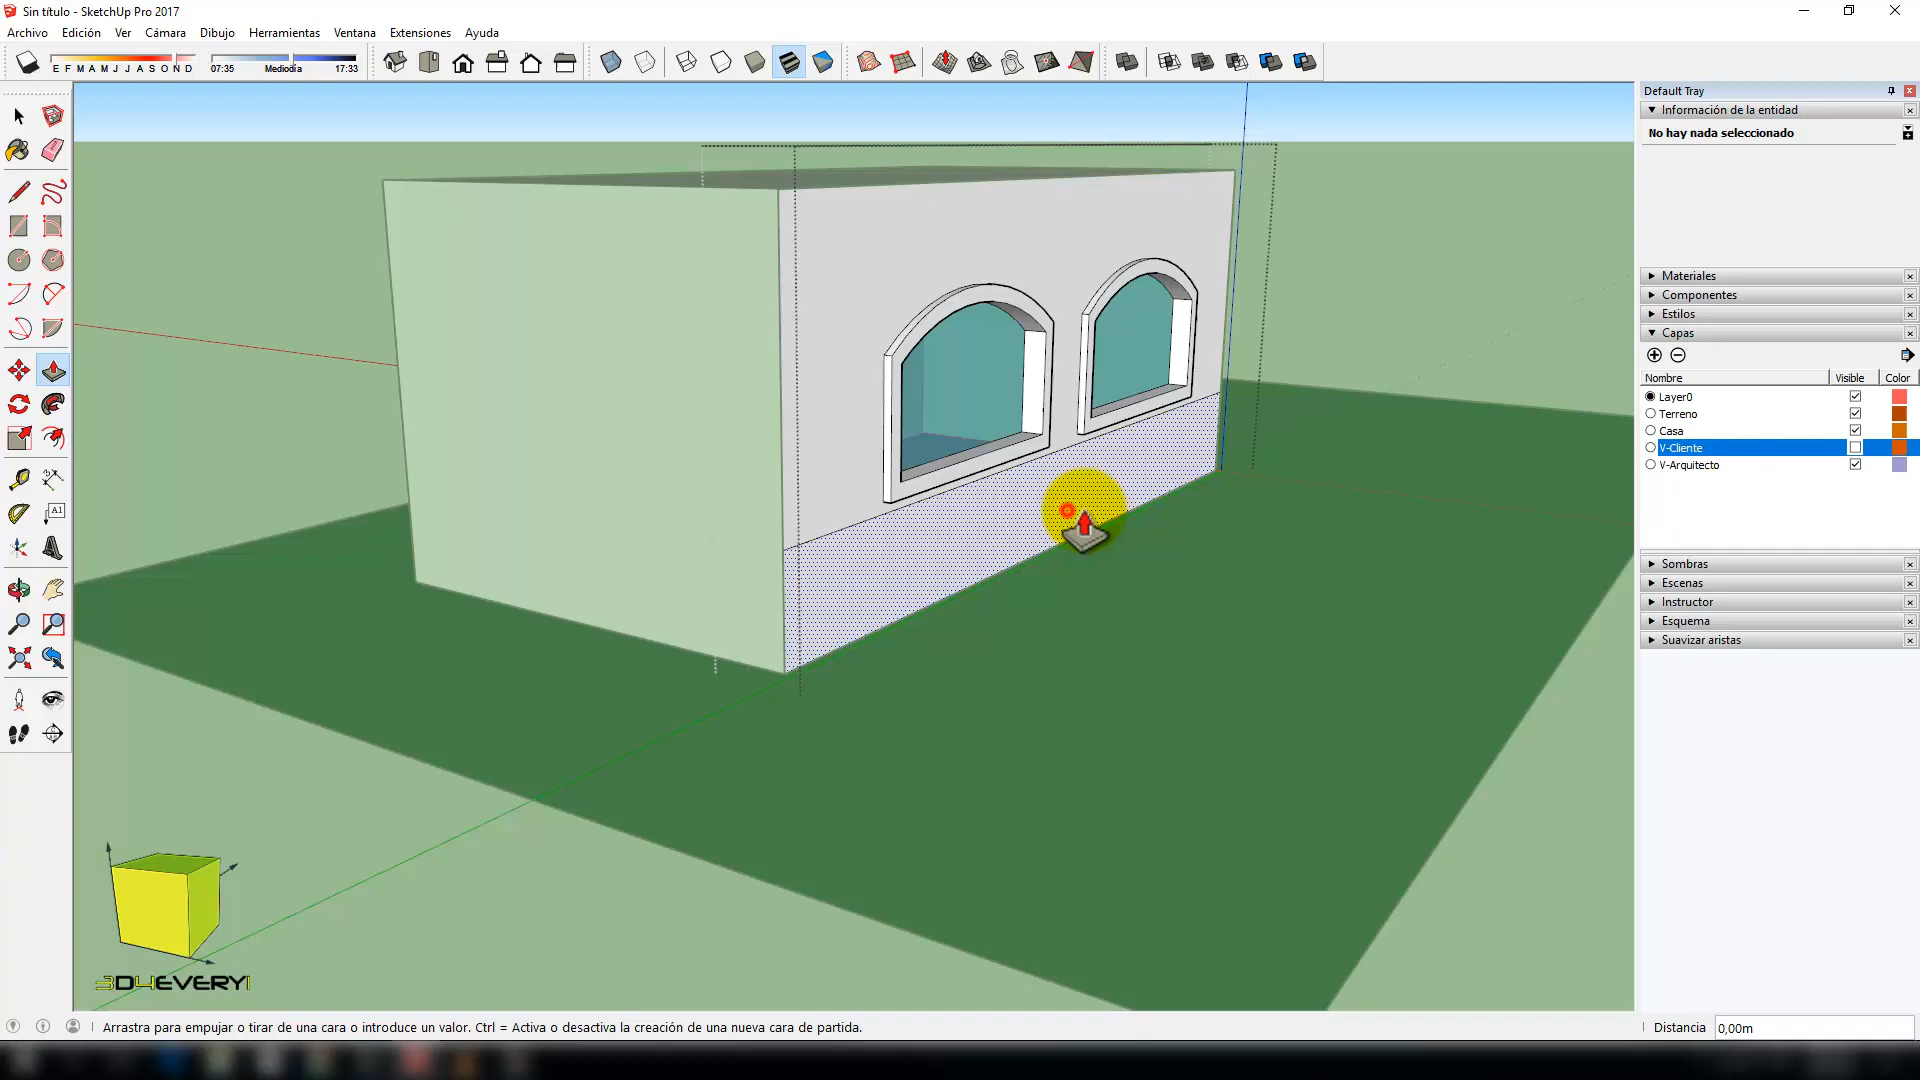 Sin título - SketchUp Pro 2017
Archivo Edición Ver Cámara Dibujo Herramientas Ventana Extensiones Ayuda
E F M A M J J A S O N D 07:35 Mediodía 17:33
Default Tray
Información de la entidad
No hay nada seleccionado
Materiales
Componentes
Estilos
Capas
Nombre Visible Color
Layer0
Terreno
Casa
V-Cliente
V-Arquitecto
Sombras
Escenas
Instructor
Esquema
Suavizar aristas
A1
3D4EVERY1
Arrastra para empujar o tirar de una cara o introduce un valor. Ctrl = Activa o desactiva la creación de una nueva cara de partida.
Distancia 0,00m